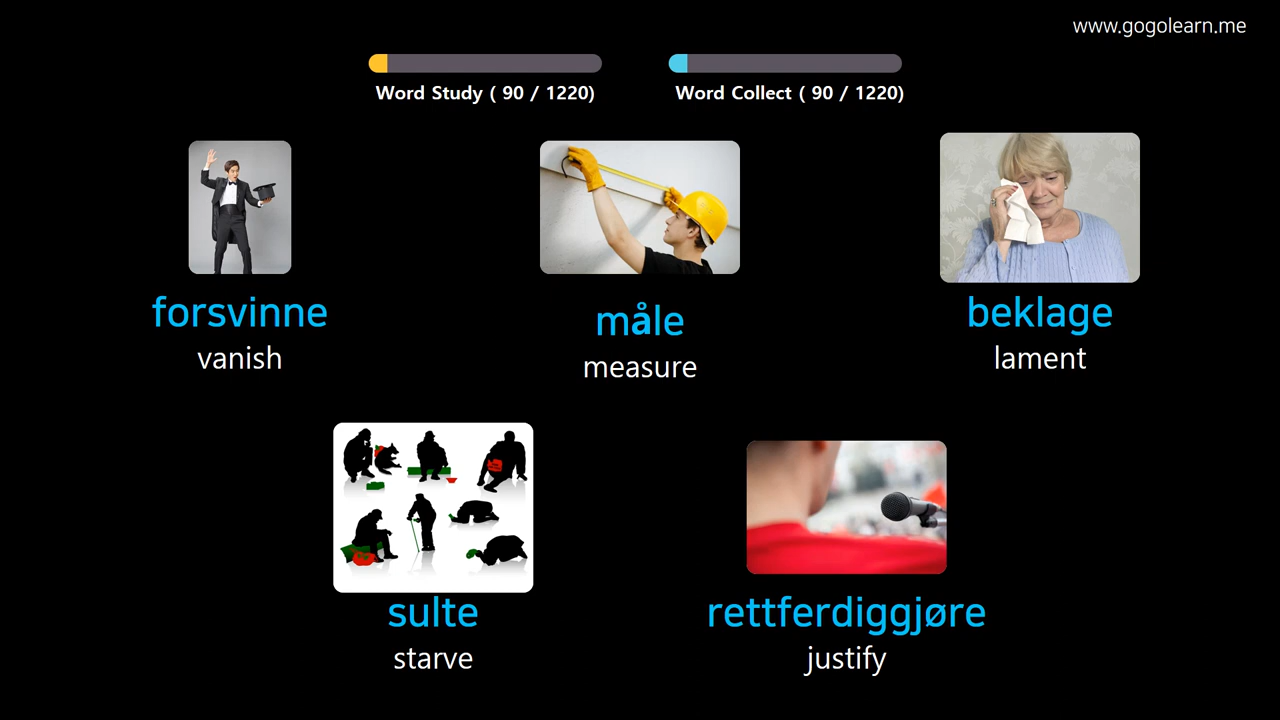 www.gogolearn.me
Word Study ( 90 / 1220)
Word Collect ( 90 / 1220)
forsvinne
vanish
måle
measure
beklage
lament
sulte
starve
rettferdiggjøre
justify